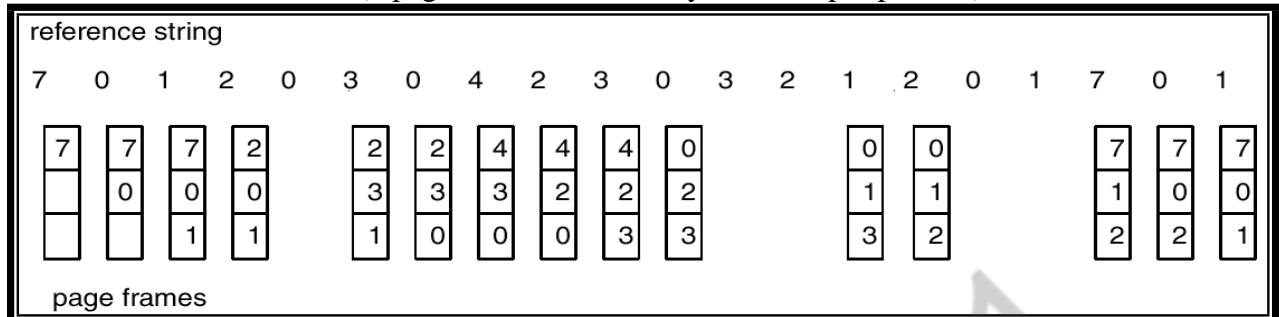 reference string
7 0 1 2 0 3 0 4 2 3 0 3 2 1 2 0 1 7 0 1
7 7 7 2 2 2 4 4 4 0 0 0 7 7 7
0 0 0 3 3 3 2 2 2 1 1 1 0 0
1 1 1 0 0 0 3 3 3 2 2 2 1
page frames